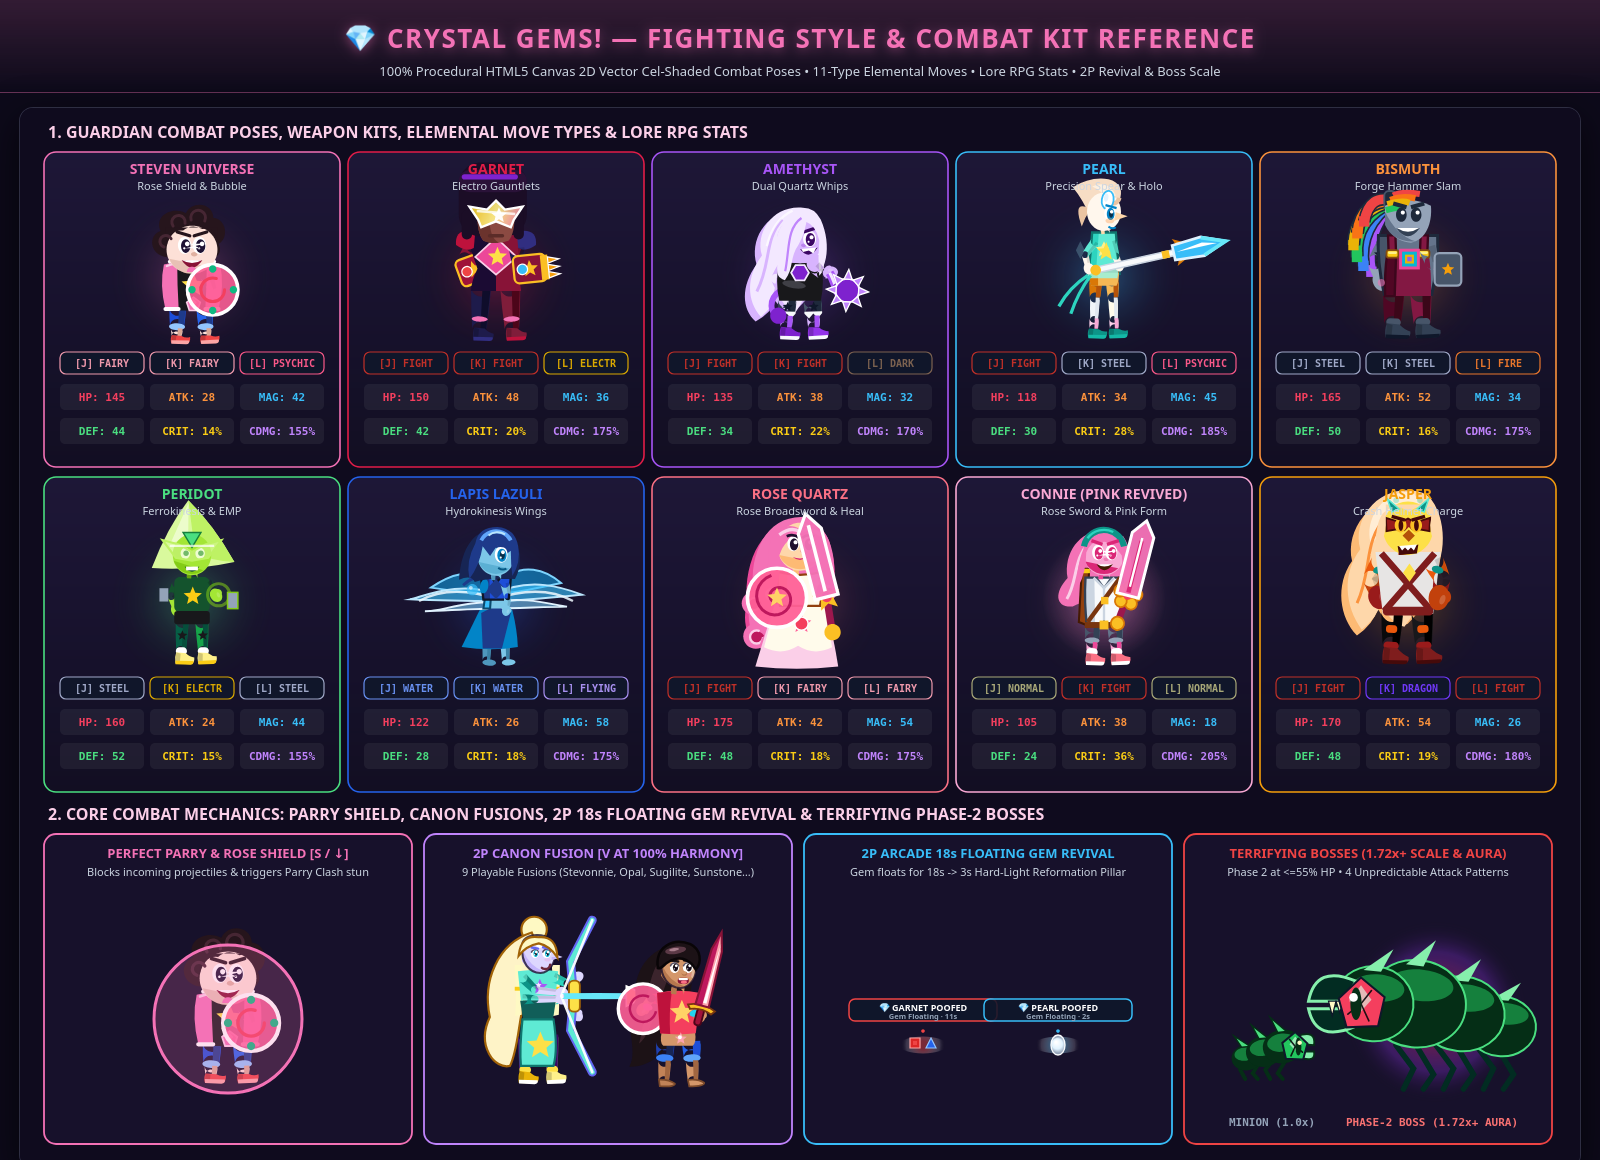 💎 CRYSTAL GEMS! — FIGHTING STYLE & COMBAT KIT REFERENCE
100% Procedural HTML5 Canvas 2D Vector Cel-Shaded Combat Poses • 11-Type Elemental Moves • Lore RPG Stats • 2P Revival & Boss Scale
1. GUARDIAN COMBAT POSES, WEAPON KITS, ELEMENTAL MOVE TYPES & LORE RPG STATS
STEVEN UNIVERSE
Rose Shield & Bubble
[J] FAIRY [K] FAIRY [L] PSYCHIC
HP: 145 ATK: 28 MAG: 42
DEF: 44 CRIT: 14% CDMG: 155%
GARNET
Electro Gauntlets
[J] FIGHT [K] FIGHT [L] ELECTR
HP: 150 ATK: 48 MAG: 36
DEF: 42 CRIT: 20% CDMG: 175%
AMETHYST
Dual Quartz Whips
[J] FIGHT [K] FIGHT [L] DARK
HP: 135 ATK: 38 MAG: 32
DEF: 34 CRIT: 22% CDMG: 170%
PEARL
& Holo
[J] FIGHT [K] STEEL [L] PSYCHIC
HP: 118 ATK: 34 MAG: 45
DEF: 30 CRIT: 28% CDMG: 185%
BISMUTH
Forge Hammer Slam
[J] STEEL [K] STEEL [L] FIRE
HP: 165 ATK: 52 MAG: 34
DEF: 50 CRIT: 16% CDMG: 175%
PERIDOT
& EMP
[J] STEEL [K] ELECTR [L] STEEL
HP: 160 ATK: 24 MAG: 44
DEF: 52 CRIT: 15% CDMG: 155%
LAPIS LAZULI
Hydrokinesis Wings
[J] WATER [K] WATER [L] FLYING
HP: 122 ATK: 26 MAG: 58
DEF: 28 CRIT: 18% CDMG: 175%
ROSE QUARTZ
Rose Broadsword & Heal
[J] FIGHT [K] FAIRY [L] FAIRY
HP: 175 ATK: 42 MAG: 54
DEF: 48 CRIT: 18% CDMG: 175%
CONNIE (PINK REVIVED)
Rose Sword & Pink Form
[J] NORMAL [K] FIGHT [L] NORMAL
HP: 105 ATK: 38 MAG: 18
DEF: 24 CRIT: 36% CDMG: 205%
JASPER
[J] FIGHT [K] DRAGON [L] FIGHT
HP: 170 ATK: 54 MAG: 26
DEF: 48 CRIT: 19% CDMG: 180%
2. CORE COMBAT MECHANICS: PARRY SHIELD, CANON FUSIONS, 2P 18s FLOATING GEM REVIVAL & TERRIFYING PHASE-2 BOSSES
PERFECT PARRY & ROSE SHIELD [S / ↓]
Blocks incoming projectiles & triggers Parry Clash stun
2P CANON FUSION [V AT 100% HARMONY]
9 Playable Fusions (Stevonnie, Opal, Sugilite, Sunstone...)
2P ARCADE 18s FLOATING GEM REVIVAL
Gem floats for 18s -> 3s Hard-Light Reformation Pillar
💎 GARNET POOFED
Gem Floating · 11s
💎 PEARL POOFED
Gem Floating · 2s
TERRIFYING BOSSES (1.72x+ SCALE & AURA)
Phase 2 at <=55% HP • 4 Unpredictable Attack Patterns
MINION (1.0x) PHASE-2 BOSS (1.72x+ AURA)